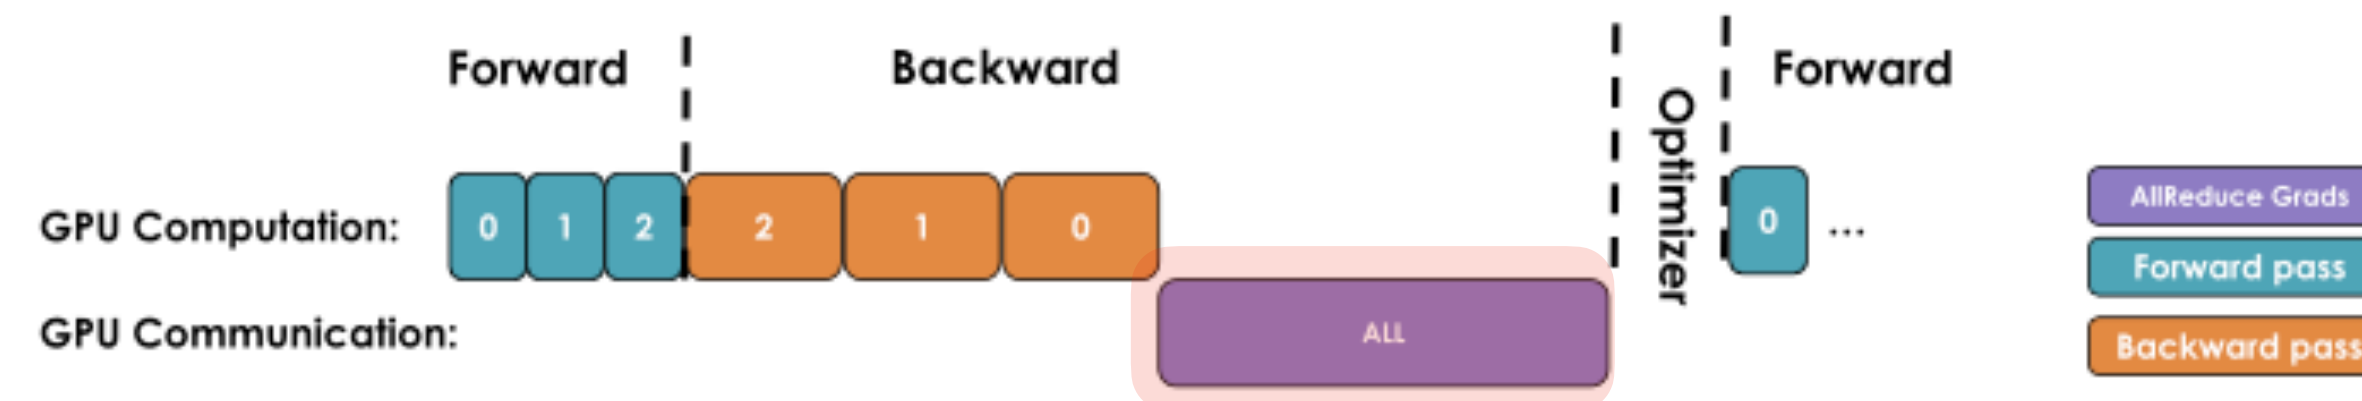 Forward
Backward
Optimizer
Forward
GPU Computation:
0
1
2
2
1
0
0
...
GPU Communication:
ALL
AllReduce Grads
Forward pass
Backward pass